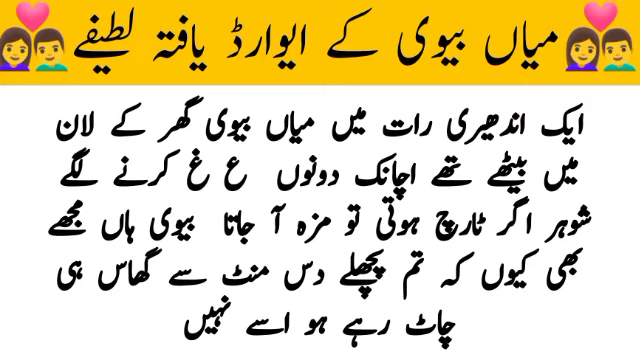 میاں بیوی کے ایوارڈ یافتہ لطیفے
ایک اندھیری رات میں میاں بیوی گھر کے لان
میں بیٹھے تھے اچانک دونوں ع غ کرنے لگے
شوہر اگر ٹارچ ہوتی تو مزہ آ جاتا بیوی ہاں مجھے
بھی کیوں کہ تم پچھلے دس منٹ سے گھاس ہی
چاٹ رہے ہو اسے نہیں